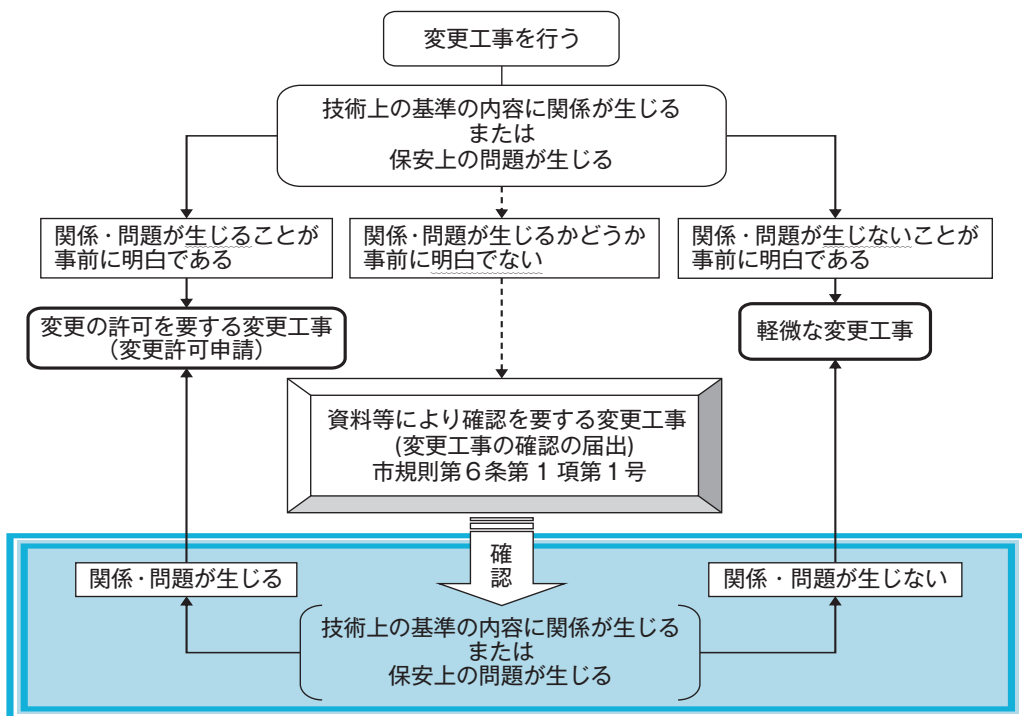 変更工事を行う
技術上の基準の内容に関係が生じる
または
保安上の問題が生じる
関係・問題が生じることが
事前に明白である
関係・問題が生じるかどうか
事前に明白でない
関係・問題が生じないことが
事前に明白である
変更の許可を要する変更工事
（変更許可申請）
軽微な変更工事
資料等により確認を要する変更工事
(変更工事の確認の届出)
市規則第６条第１項第１号
確認
関係・問題が生じる
関係・問題が生じない
技術上の基準の内容に関係が生じる
または
保安上の問題が生じる